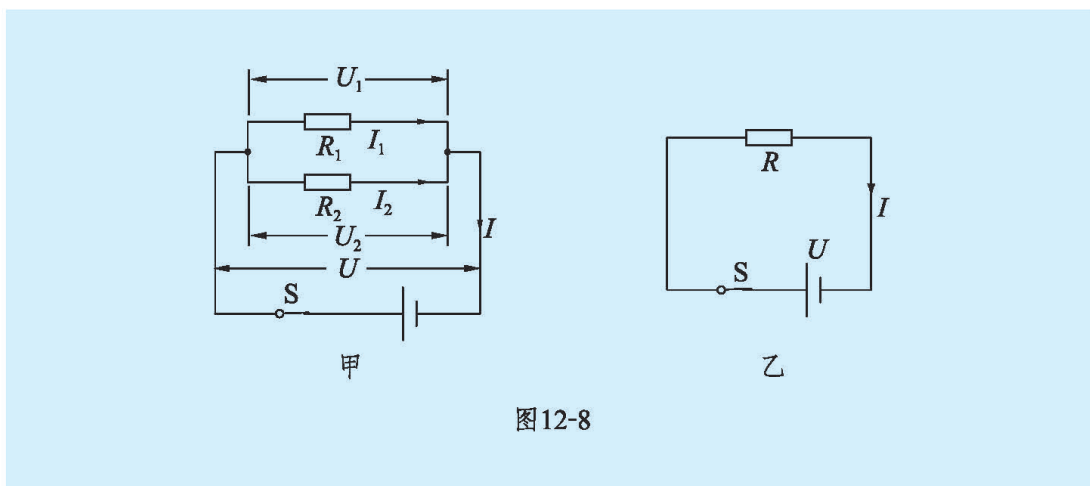 U₁
R₁ I₁
R₂ I₂
U₂ I
U
S
甲
R
I
U
S
乙
图12-8